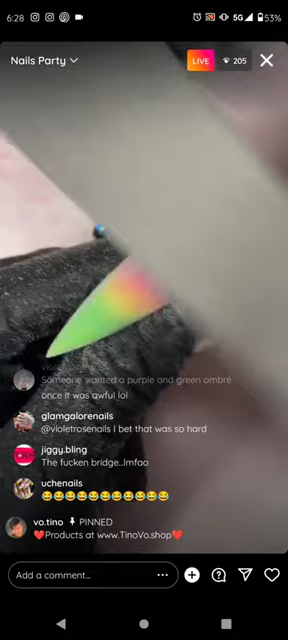 6:28
5G 53%
Nails Party
LIVE 205
Someone wanted a purple and green ombré
once it was awful lol
glamgalorenails
@violetrosenails I bet that was so hard
jiggy.bling
The fucken bridge...lmfao
uchenails
😂😂😂😂😂😂😂😂😂😂😂
vo.tino PINNED
❤️Products at www.TinoVo.shop❤️
Add a comment...